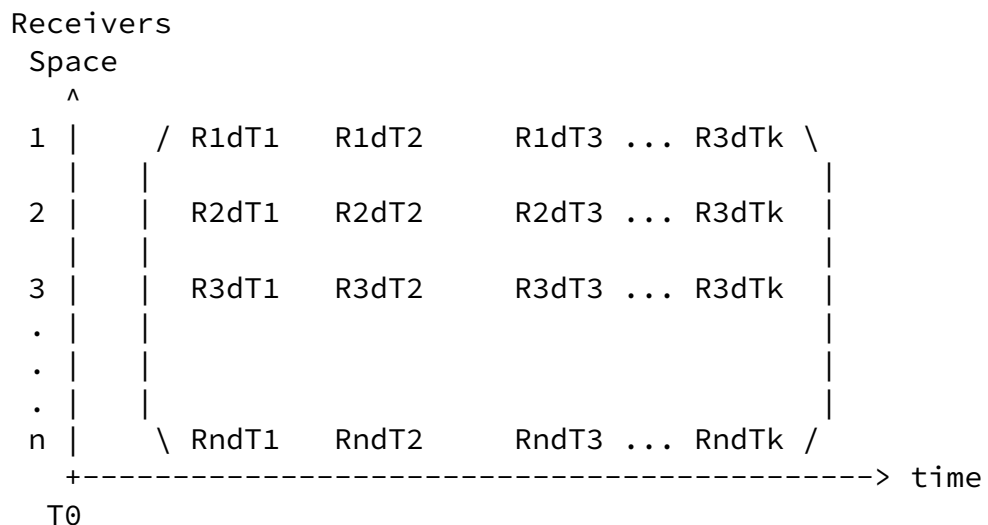 Receivers
Space
^
1 | / R1dT1 R1dT2 R1dT3 ... R3dTk \
| | |
2 | | R2dT1 R2dT2 R2dT3 ... R3dTk |
| | |
3 | | R3dT1 R3dT2 R3dT3 ... R3dTk |
. | | |
. | | |
. | | |
n | \ RndT1 RndT2 RndT3 ... RndTk /
+--------------------------------------------> time
T0